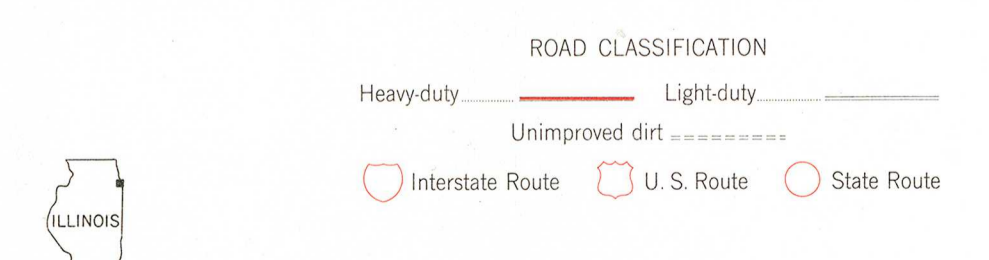 ROAD CLASSIFICATION
Heavy-duty Light-duty
Unimproved dirt
Interstate Route U. S. Route State Route
ILLINOIS